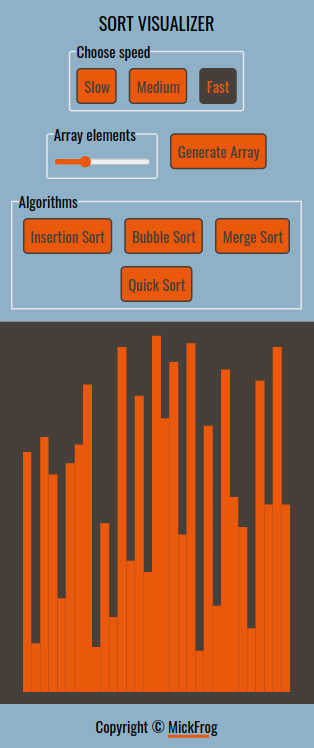 SORT VISUALIZER
Choose speed
Slow Medium Fast
Array elements
Generate Array
Algorithms
Insertion Sort Bubble Sort Merge Sort
Quick Sort
Copyright © MickFrog